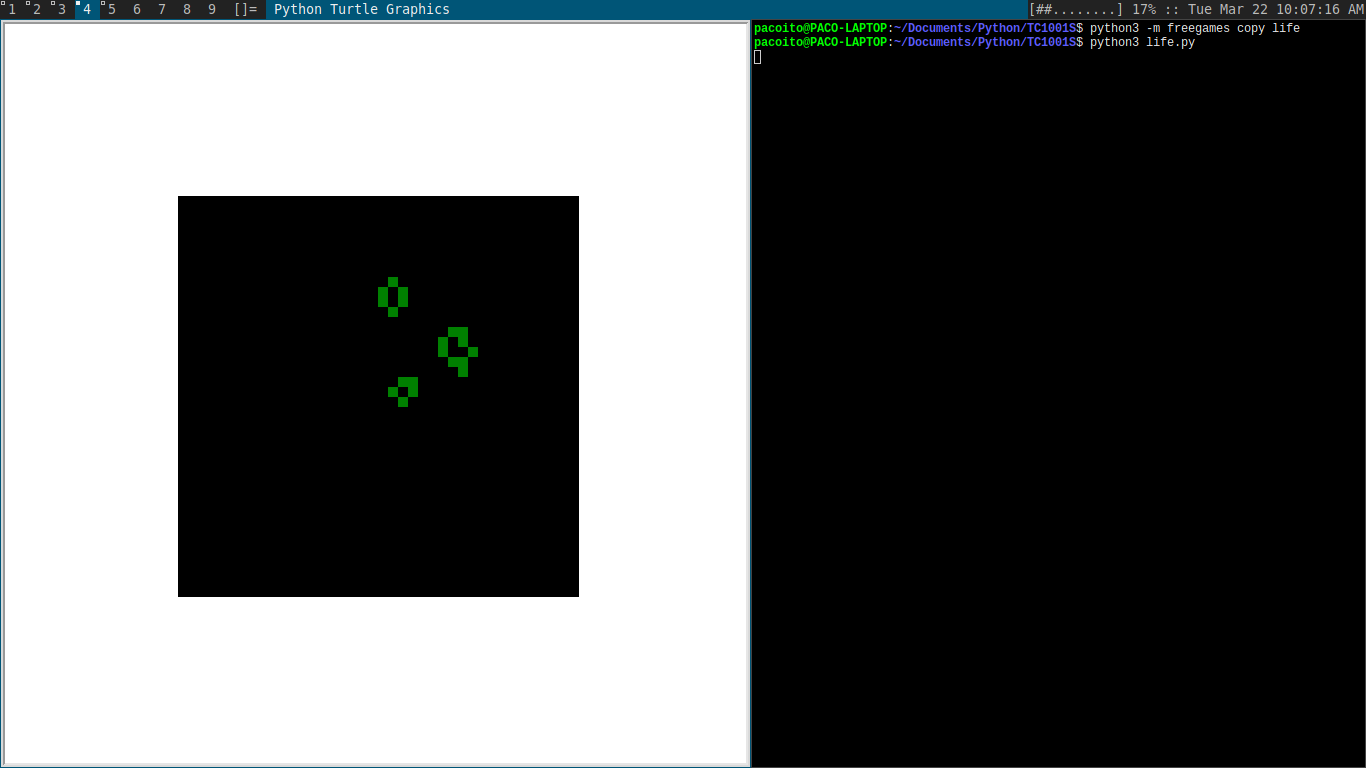 1 2 3 4 5 6 7 8 9 []= Python Turtle Graphics [##........] 17% :: Tue Mar 22 10:07:16 AM
pacoito@PACO-LAPTOP:~/Documents/Python/TC1001S$ python3 -m freegames copy life
pacoito@PACO-LAPTOP:~/Documents/Python/TC1001S$ python3 life.py